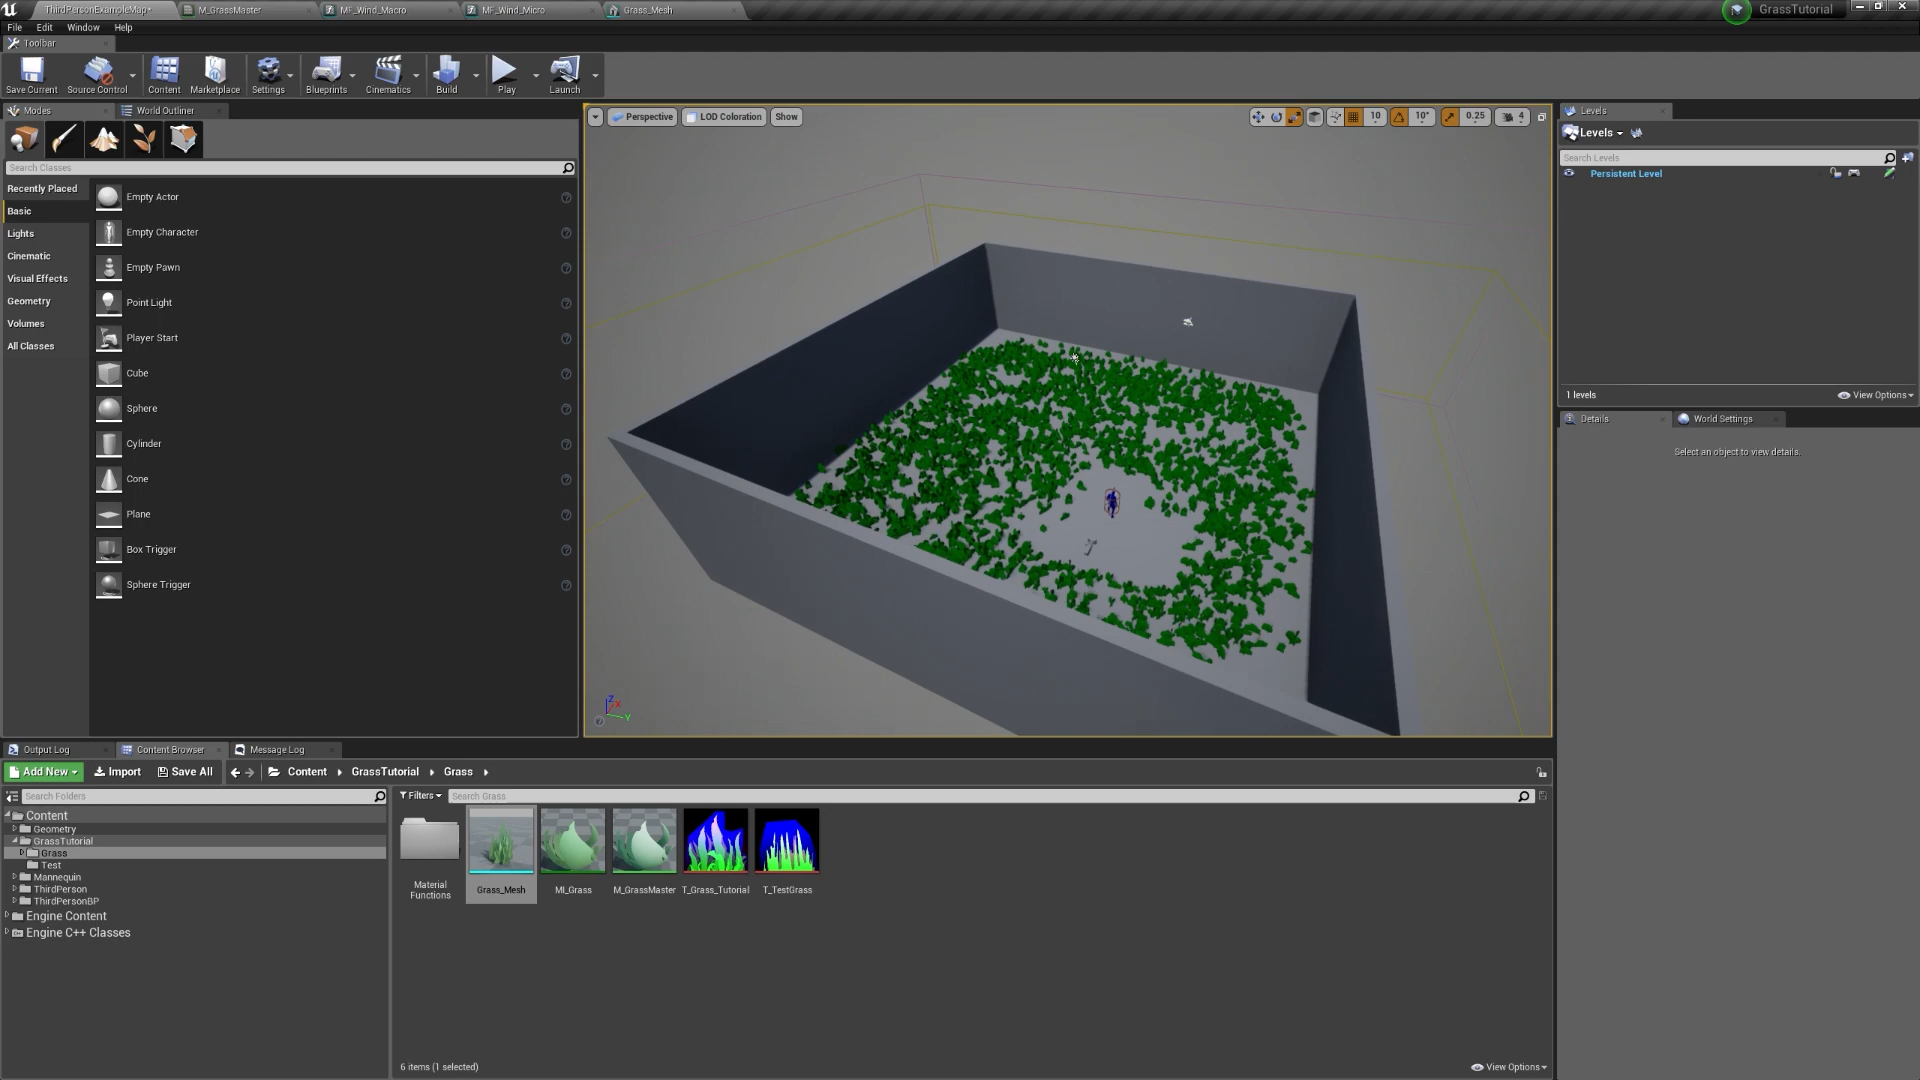 ThirdPersonExampleMap*
M_GrassMaster
MF_Wind_Macro
MF_Wind_Micro
Grass_Mesh
GrassTutorial
File Edit Window Help
Toolbar
Save Current
Source Control
Content
Marketplace
Settings
Blueprints
Cinematics
Build
Play
Launch
Modes
World Outliner
Search Classes
Recently Placed
Basic
Lights
Cinematic
Visual Effects
Geometry
Volumes
All Classes
Empty Actor
Empty Character
Empty Pawn
Point Light
Player Start
Cube
Sphere
Cylinder
Cone
Plane
Box Trigger
Sphere Trigger
Perspective
LOD Coloration
Show
10
10°
0.25
4
Z
X
Y
Levels
Levels
Search Levels
Persistent Level
1 levels
View Options
Details
World Settings
Select an object to view details.
Output Log
Content Browser
Message Log
Add New
Import
Save All
Content
GrassTutorial
Grass
Search Folders
Filters
Search Grass
Content
Geometry
GrassTutorial
Grass
Test
Mannequin
ThirdPerson
ThirdPersonBP
Engine Content
Engine C++ Classes
Material
Functions
Grass_Mesh
MI_Grass
M_GrassMaster
T_Grass_Tutorial
T_TestGrass
6 items (1 selected)
View Options